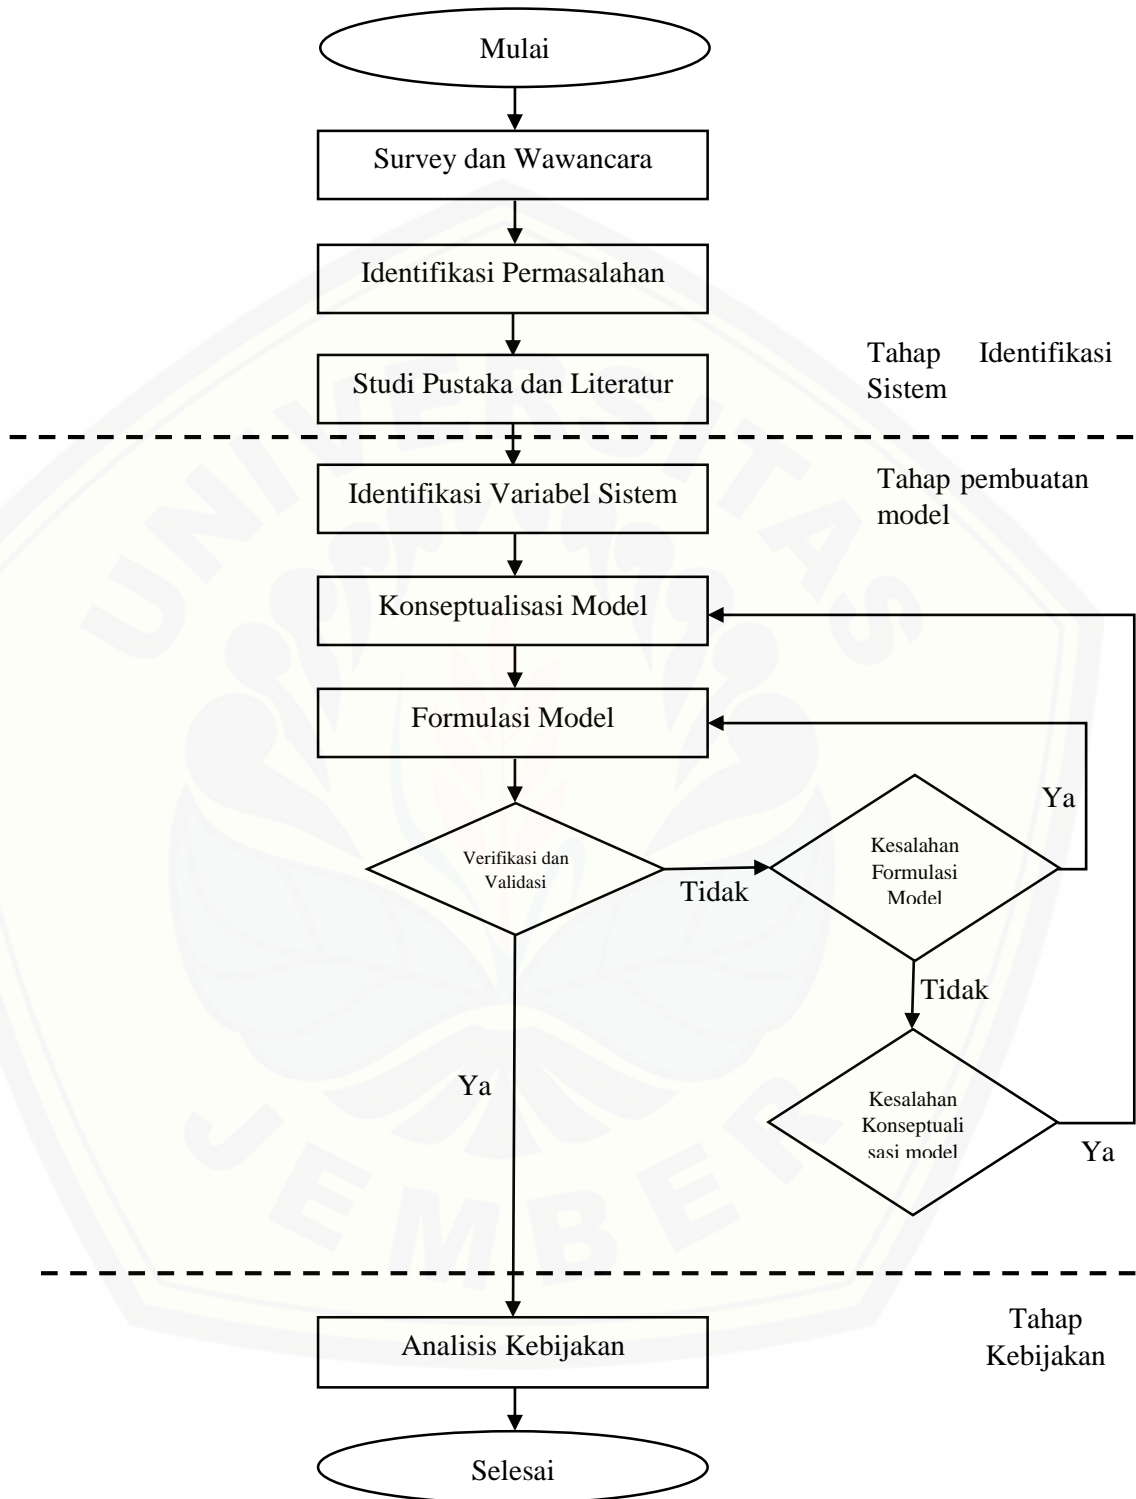 Mulai
Survey dan Wawancara
Identifikasi Permasalahan
Tahap Identifikasi
Sistem
Studi Pustaka dan Literatur
Tahap pembuatan
model
Identifikasi Variabel Sistem
Konseptualisasi Model
Formulasi Model
Ya
Verifikasi dan
Validasi
Tidak
Kesalahan
Formulasi
Model
Tidak
Ya
Kesalahan
Konseptuali
sasi model
Ya
Tahap
Kebijakan
Analisis Kebijakan
Selesai
UNIVERSITAS
JEMBER